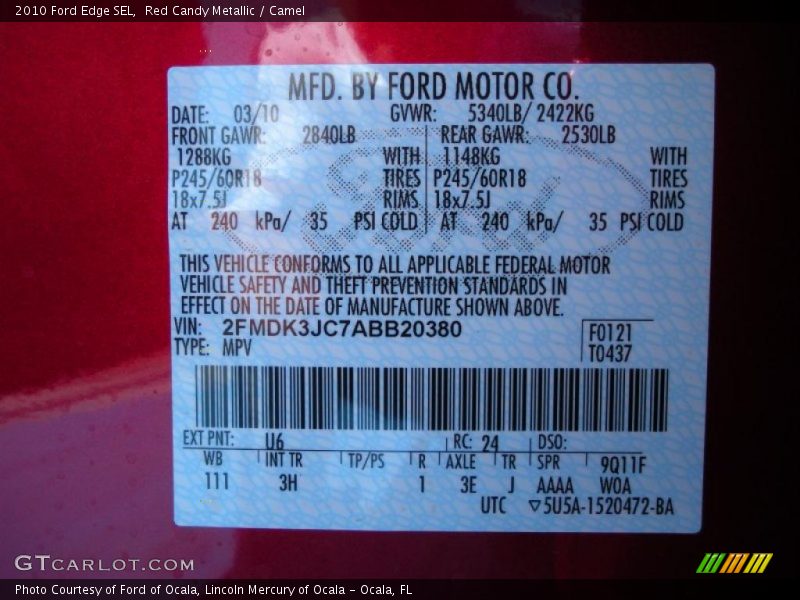 2010 Ford Edge SEL, Red Candy Metallic / Camel
MFD. BY FORD MOTOR CO.
DATE: 03/10 GVWR: 5340LB/ 2422KG
FRONT GAWR: 2840LB REAR GAWR: 2530LB
1288KG WITH 1148KG WITH
P245/60R18 TIRES P245/60R18 TIRES
18x7.5J RIMS 18x7.5J RIMS
AT 240 kPa/ 35 PSI COLD AT 240 kPa/ 35 PSI COLD
THIS VEHICLE CONFORMS TO ALL APPLICABLE FEDERAL MOTOR
VEHICLE SAFETY AND THEFT PREVENTION STANDARDS IN
EFFECT ON THE DATE OF MANUFACTURE SHOWN ABOVE.
VIN: 2FMDK3JC7ABB20380
F0121
TYPE: MPV
T0437
EXT PNT: U6 RC: 24 DSO:
WB INT TR TP/PS R AXLE TR SPR 9Q11F
111 3H 1 3E J AAAA W0A
UTC ▽5U5A-1520472-BA
GTCARLOT.COM
Photo Courtesy of Ford of Ocala, Lincoln Mercury of Ocala - Ocala, FL